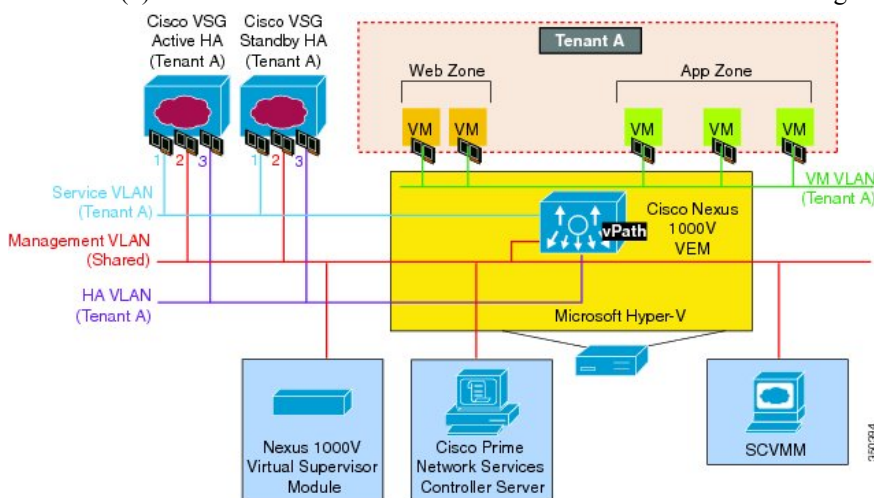 Cisco VSG
Active HA
(Tenant A)
Cisco VSG
Standby HA
(Tenant A)
Tenant A
Web Zone
App Zone
VM
VM
VM
VM
VM
1
2
3
1
2
3
Service VLAN
(Tenant A)
VM VLAN
(Tenant A)
Management VLAN
(Shared)
vPath
Cisco Nexus
1000V
VEM
HA VLAN
(Tenant A)
Microsoft Hyper-V
Nexus 1000V
Virtual Supervisor
Module
Cisco Prime
Network Services
Controller Server
SCVMM